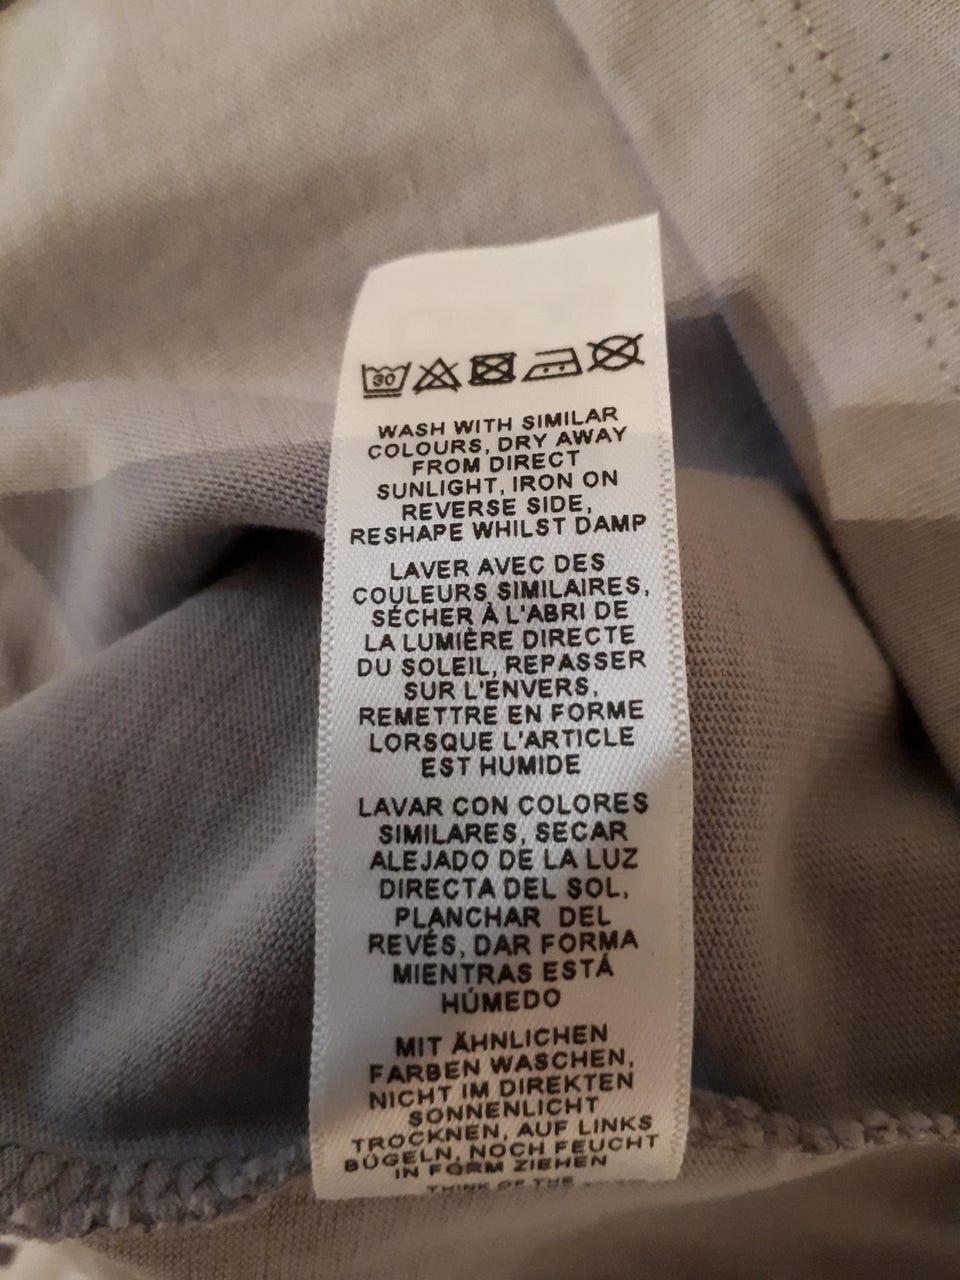 30
WASH WITH SIMILAR
COLOURS, DRY AWAY
FROM DIRECT
SUNLIGHT, IRON ON
REVERSE SIDE,
RESHAPE WHILST DAMP
LAVER AVEC DES
COULEURS SIMILAIRES,
SÉCHER À L'ABRI DE
LA LUMIÈRE DIRECTE
DU SOLEIL, REPASSER
SUR L'ENVERS,
REMETTRE EN FORME
LORSQUE L'ARTICLE
EST HUMIDE
LAVAR CON COLORES
SIMILARES, SECAR
ALEJADO DE LA LUZ
DIRECTA DEL SOL,
PLANCHAR DEL
REVÉS, DAR FORMA
MIENTRAS ESTÁ
HÚMEDO
MIT ÄHNLICHEN
FARBEN WASCHEN,
NICHT IM DIREKTEN
SONNENLICHT
TROCKNEN, AUF LINKS
BÜGELN, NOCH FEUCHT
IN FORM ZIEHEN
THINK OF THE